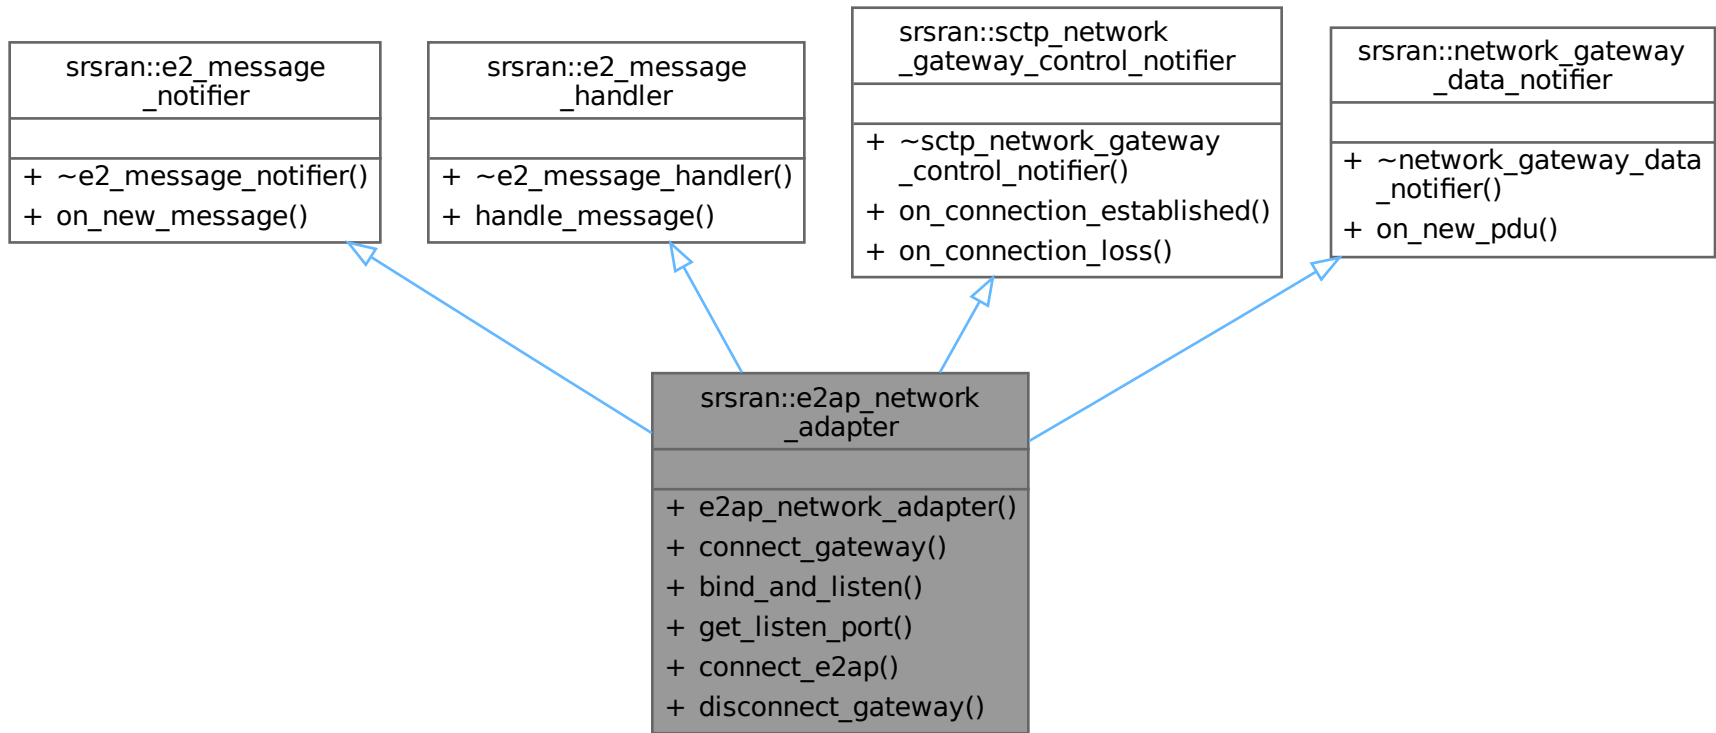 srsran::e2_message
_notifier
+ ~e2_message_notifier()
+ on_new_message()
srsran::e2_message
_handler
+ ~e2_message_handler()
+ handle_message()
srsran::sctp_network
_gateway_control_notifier
+ ~sctp_network_gateway
_control_notifier()
+ on_connection_established()
+ on_connection_loss()
srsran::network_gateway
_data_notifier
+ ~network_gateway_data
_notifier()
+ on_new_pdu()
srsran::e2ap_network
_adapter
+ e2ap_network_adapter()
+ connect_gateway()
+ bind_and_listen()
+ get_listen_port()
+ connect_e2ap()
+ disconnect_gateway()